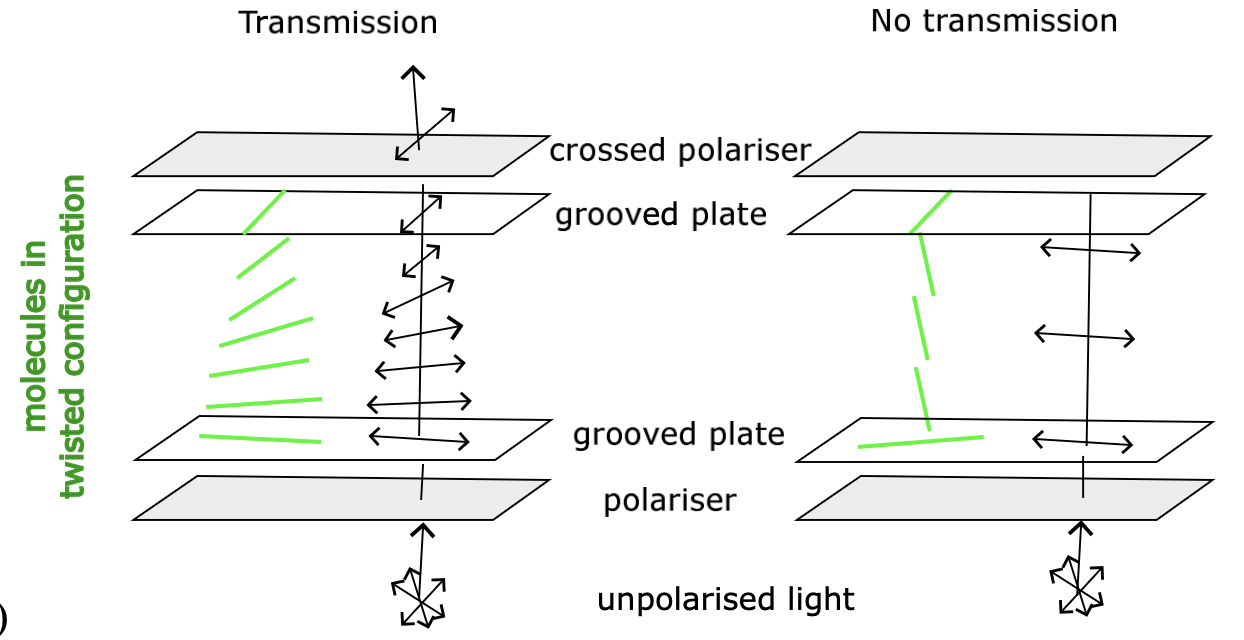 Transmission
No transmission
crossed polariser
grooved plate
molecules in
twisted configuration
grooved plate
polariser
unpolarised light
)